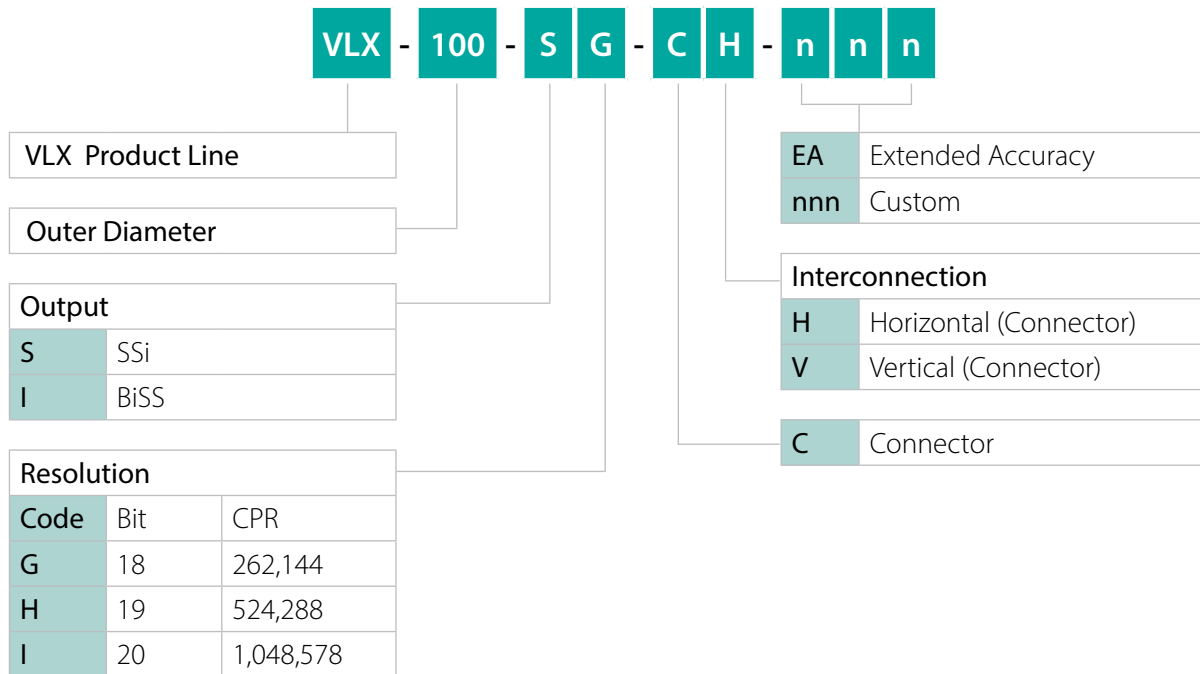 VLX - 100 - S G - C H - n n n
VLX Product Line
Outer Diameter
Output
S SSi
I BiSS
Resolution
Code Bit CPR
G 18 262,144
H 19 524,288
I 20 1,048,578
EA Extended Accuracy
nnn Custom
Interconnection
H Horizontal (Connector)
V Vertical (Connector)
C Connector